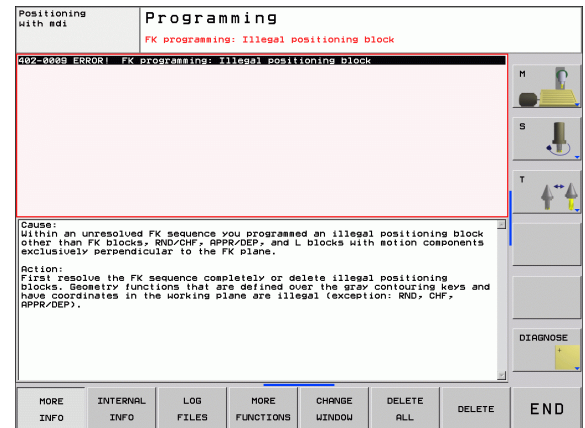 Positioning
with mdi
Programming
FK programming: Illegal positioning block
402-0009 ERROR! FK programming: Illegal positioning block
M
S
T
Cause:
Within an unresolved FK sequence you programmed an illegal positioning block
other than FK blocks, RND/CHF, APPR/DEP, and L blocks with motion components
exclusively perpendicular to the FK plane.
Action:
First resolve the FK sequence completely or delete illegal positioning
blocks. Geometry functions that are defined over the gray contouring keys and
have coordinates in the working plane are illegal (exception: RND, CHF,
APPR/DEP).
DIAGNOSE
MORE
INFO
INTERNAL
INFO
LOG
FILES
MORE
FUNCTIONS
CHANGE
WINDOW
DELETE
ALL
DELETE
END